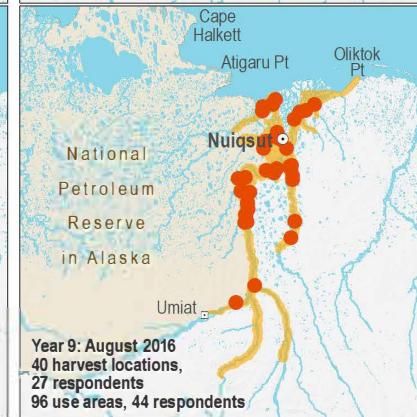 Cape
Halkett
Atigaru Pt
Oliktok
Pt
Nuiqsut
National
Petroleum
Reserve
in Alaska
Umiat
Year 9: August 2016
40 harvest locations,
27 respondents
96 use areas, 44 respondents